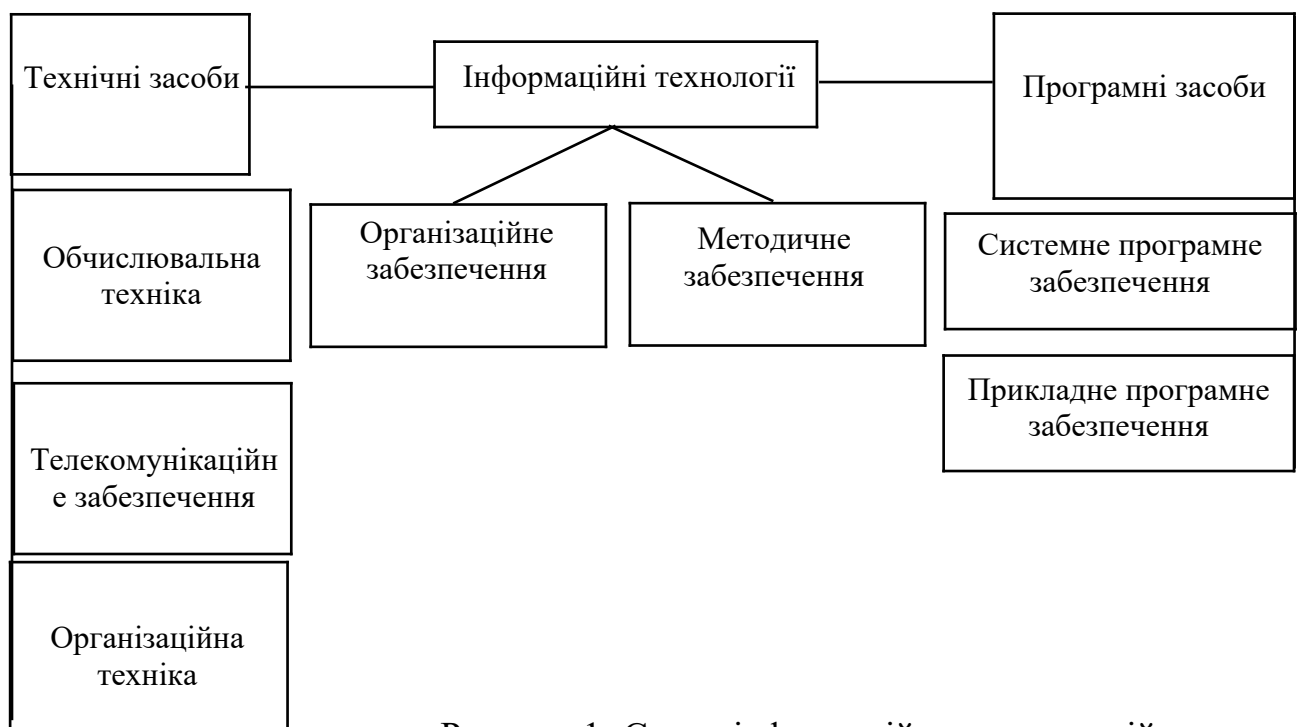 Технічні засоби
Інформаційні технології
Програмні засоби
Обчислювальна
техніка
Організаційне
забезпечення
Методичне
забезпечення
Системне програмне
забезпечення
Прикладне програмне
забезпечення
Телекомунікаційн
е забезпечення
Організаційна
техніка